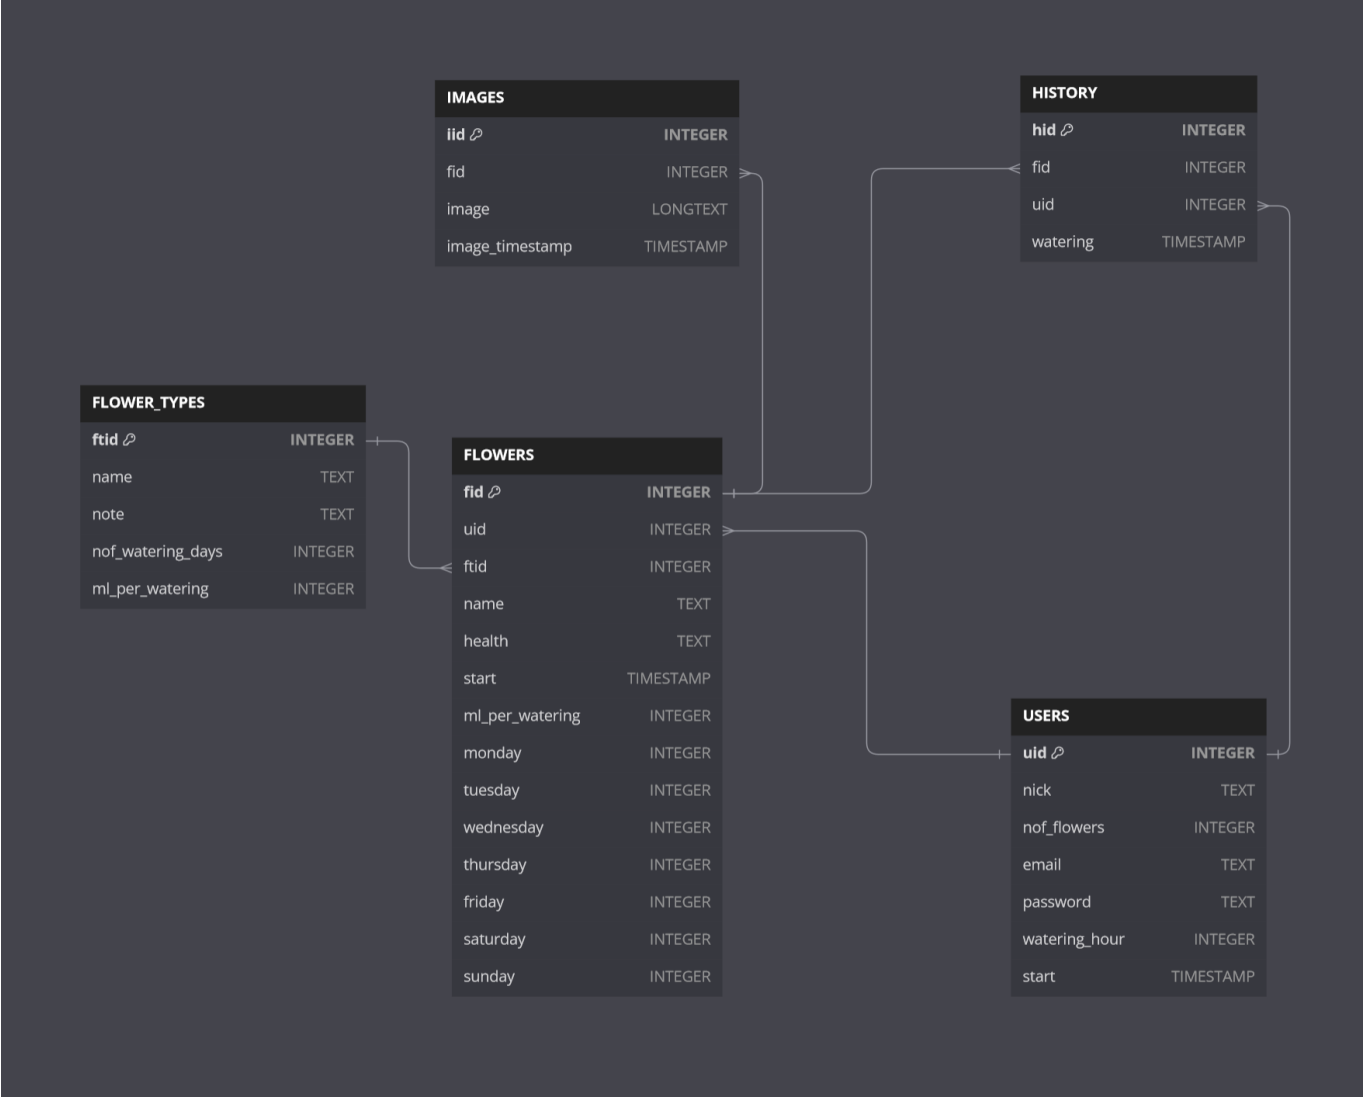 IMAGES
iid INTEGER
fid INTEGER
image LONGTEXT
image_timestamp TIMESTAMP
HISTORY
hid INTEGER
fid INTEGER
uid INTEGER
watering TIMESTAMP
FLOWER_TYPES
ftid INTEGER
name TEXT
note TEXT
nof_watering_days INTEGER
ml_per_watering INTEGER
FLOWERS
fid INTEGER
uid INTEGER
ftid INTEGER
name TEXT
health TEXT
start TIMESTAMP
ml_per_watering INTEGER
monday INTEGER
tuesday INTEGER
wednesday INTEGER
thursday INTEGER
friday INTEGER
saturday INTEGER
sunday INTEGER
USERS
uid INTEGER
nick TEXT
nof_flowers INTEGER
email TEXT
password TEXT
watering_hour INTEGER
start TIMESTAMP